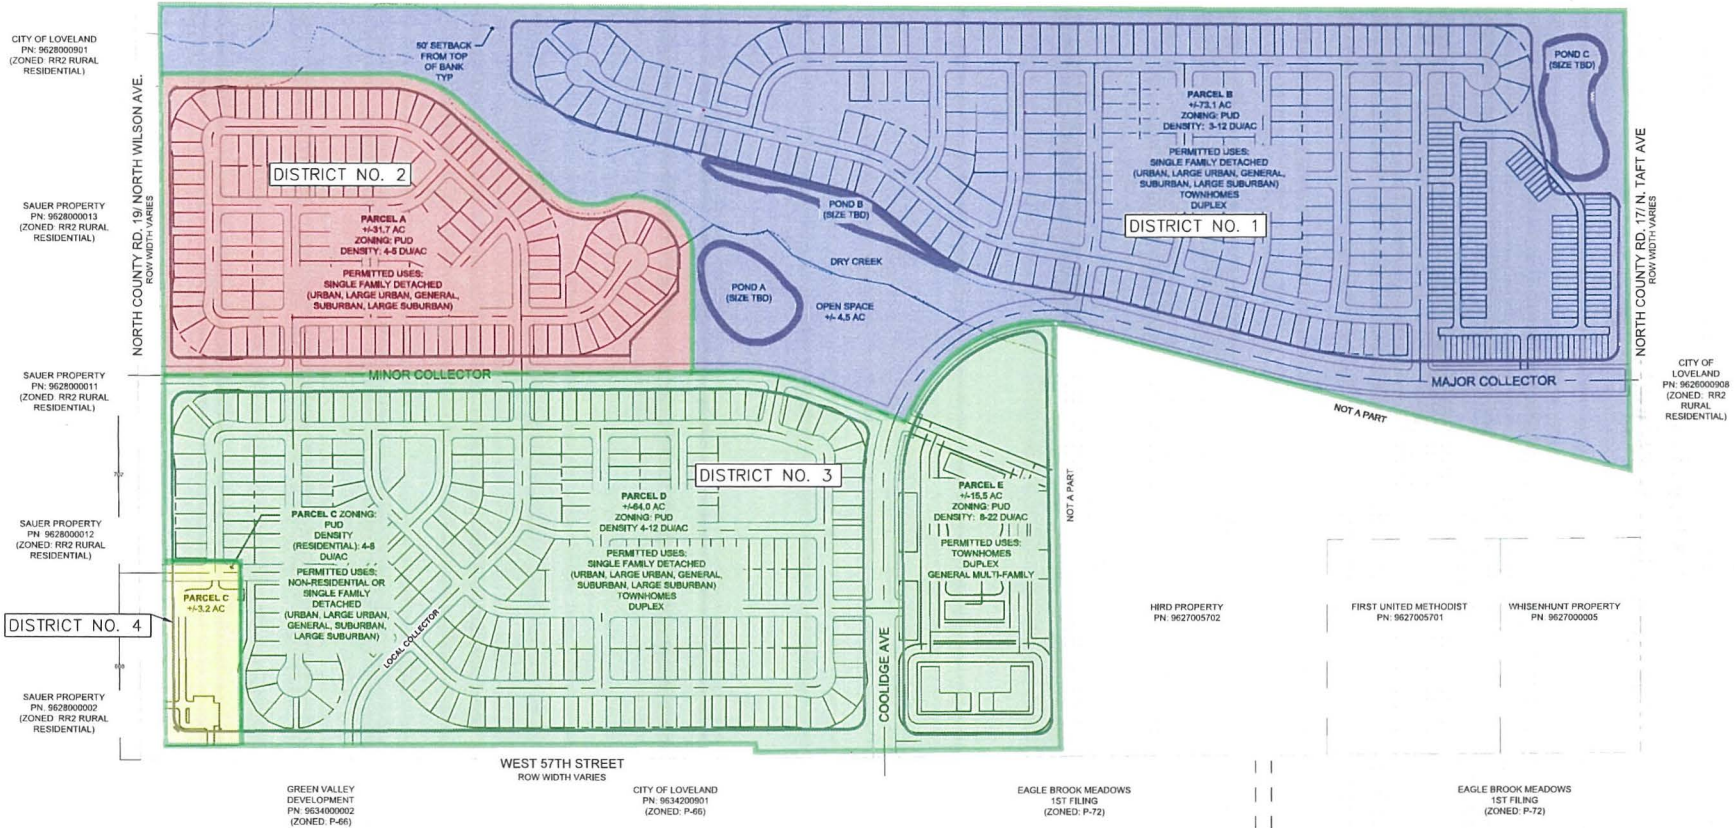 CITY OF LOVELAND
PN: 9628000901
(ZONED: RR2 RURAL
RESIDENTIAL)
SAUER PROPERTY
PN: 9628000013
(ZONED: RR2 RURAL
RESIDENTIAL)
SAUER PROPERTY
PN: 9628000011
(ZONED: RR2 RURAL
RESIDENTIAL)
SAUER PROPERTY
PN 9628000012
(ZONED: RR2 RURAL
RESIDENTIAL)
DISTRICT NO. 4
SAUER PROPERTY
PN: 9628000002
(ZONED RR2 RURAL
RESIDENTIAL)
NORTH COUNTY RD. 19/ NORTH WILSON AVE.
ROW WIDTH VARIES
50' SETBACK
FROM TOP
OF BANK
TYP
DISTRICT NO. 2
PARCEL A
+/-31.7 AC
ZONING: PUD
DENSITY: 4-5 DU/AC
PERMITTED USES:
SINGLE FAMILY DETACHED
(URBAN, LARGE URBAN, GENERAL,
SUBURBAN, LARGE SUBURBAN)
MINOR COLLECTOR
POND B
(SIZE TBD)
DRY CREEK
POND A
(SIZE TBD)
OPEN SPACE
+/- 4.5 AC
PARCEL B
+/-73.1 AC
ZONING: PUD
DENSITY: 3-12 DU/AC
PERMITTED USES:
SINGLE FAMILY DETACHED
(URBAN, LARGE URBAN, GENERAL,
SUBURBAN, LARGE SUBURBAN)
TOWNHOMES
DUPLEX
DISTRICT NO. 1
POND C
(SIZE TBD)
NORTH COUNTY RD. 17/ N. TAFT AVE
ROW WIDTH VARIES
MAJOR COLLECTOR
NOT A PART
CITY OF
LOVELAND
PN: 9626000908
(ZONED: RR2
RURAL
RESIDENTIAL)
DISTRICT NO. 3
PARCEL C ZONING:
PUD
DENSITY
(RESIDENTIAL): 4-8
DU/AC
PERMITTED USES:
NON-RESIDENTIAL OR
SINGLE FAMILY
DETACHED
(URBAN, LARGE URBAN,
GENERAL, SUBURBAN,
LARGE SUBURBAN)
PARCEL C
+/-3.2 AC
LOCAL COLLECTOR
PARCEL D
+/-64.0 AC
ZONING: PUD
DENSITY 4-12 DU/AC
PERMITTED USES:
SINGLE FAMILY DETACHED
(URBAN, LARGE URBAN, GENERAL,
SUBURBAN, LARGE SUBURBAN)
TOWNHOMES
DUPLEX
COOLIDGE AVE
PARCEL E
+/-15.5 AC
ZONING: PUD
DENSITY: 8-22 DU/AC
PERMITTED USES:
TOWNHOMES
DUPLEX
GENERAL MULTI-FAMILY
NOT A PART
HIRD PROPERTY
PN: 9627005702
FIRST UNITED METHODIST
PN: 9627005701
WHISENHUNT PROPERTY
PN: 9627000005
WEST 57TH STREET
ROW WIDTH VARIES
GREEN VALLEY
DEVELOPMENT
PN: 9634000002
(ZONED: P-66)
CITY OF LOVELAND
PN: 9634200901
(ZONED: P-66)
EAGLE BROOK MEADOWS
1ST FILING
(ZONED: P-72)
EAGLE BROOK MEADOWS
1ST FILING
(ZONED: P-72)